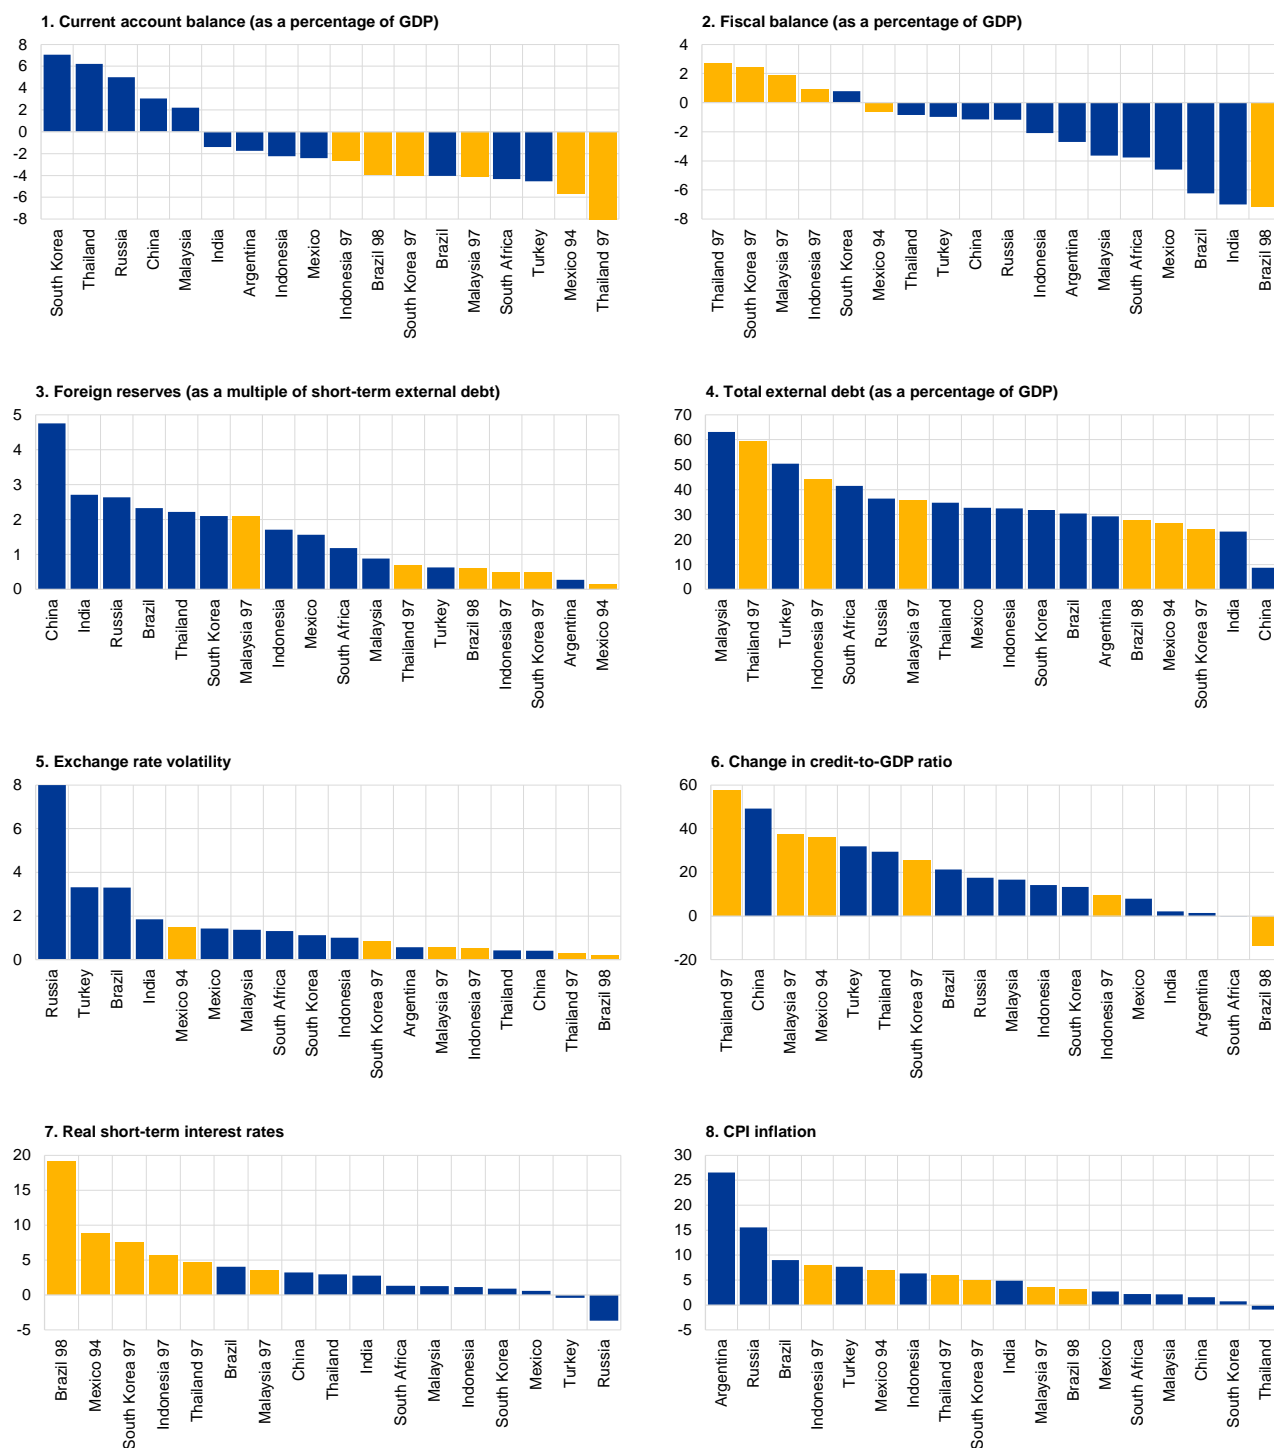 1. Current account balance (as a percentage of GDP)
8
6
4
2
0
-2
-4
-6
-8
South Korea
Thailand
Russia
China
Malaysia
India
Argentina
Indonesia
Mexico
Indonesia 97
Brazil 98
South Korea 97
Brazil
Malaysia 97
South Africa
Turkey
Mexico 94
Thailand 97
2. Fiscal balance (as a percentage of GDP)
4
2
0
-2
-4
-6
-8
Thailand 97
South Korea 97
Malaysia 97
Indonesia 97
South Korea
Mexico 94
Thailand
Turkey
China
Russia
Indonesia
Argentina
Malaysia
South Africa
Mexico
Brazil
India
Brazil 98
3. Foreign reserves (as a multiple of short-term external debt)
5
4
3
2
1
0
China
India
Russia
Brazil
Thailand
South Korea
Malaysia 97
Indonesia
Mexico
South Africa
Malaysia
Thailand 97
Turkey
Brazil 98
Indonesia 97
South Korea 97
Argentina
Mexico 94
4. Total external debt (as a percentage of GDP)
70
60
50
40
30
20
10
0
Malaysia
Thailand 97
Turkey
Indonesia 97
South Africa
Russia
Malaysia 97
Thailand
Mexico
Indonesia
South Korea
Brazil
Argentina
Brazil 98
Mexico 94
South Korea 97
India
China
5. Exchange rate volatility
8
6
4
2
0
Russia
Turkey
Brazil
India
Mexico 94
Mexico
Malaysia
South Africa
South Korea
Indonesia
South Korea 97
Argentina
Malaysia 97
Indonesia 97
Thailand
China
Thailand 97
Brazil 98
6. Change in credit-to-GDP ratio
60
40
20
0
-20
Thailand 97
China
Malaysia 97
Mexico 94
Turkey
Thailand
South Korea 97
Brazil
Russia
Malaysia
Indonesia
South Korea
Indonesia 97
Mexico
India
Argentina
South Africa
Brazil 98
7. Real short-term interest rates
20
15
10
5
0
-5
Brazil 98
Mexico 94
South Korea 97
Indonesia 97
Thailand 97
Brazil
Malaysia 97
China
Thailand
India
South Africa
Malaysia
Indonesia
South Korea
Mexico
Turkey
Russia
8. CPI inflation
30
25
20
15
10
5
0
-5
Argentina
Russia
Brazil
Indonesia 97
Turkey
Mexico 94
Indonesia
Thailand 97
South Korea 97
India
Malaysia 97
Brazil 98
Mexico
South Africa
Malaysia
China
South Korea
Thailand